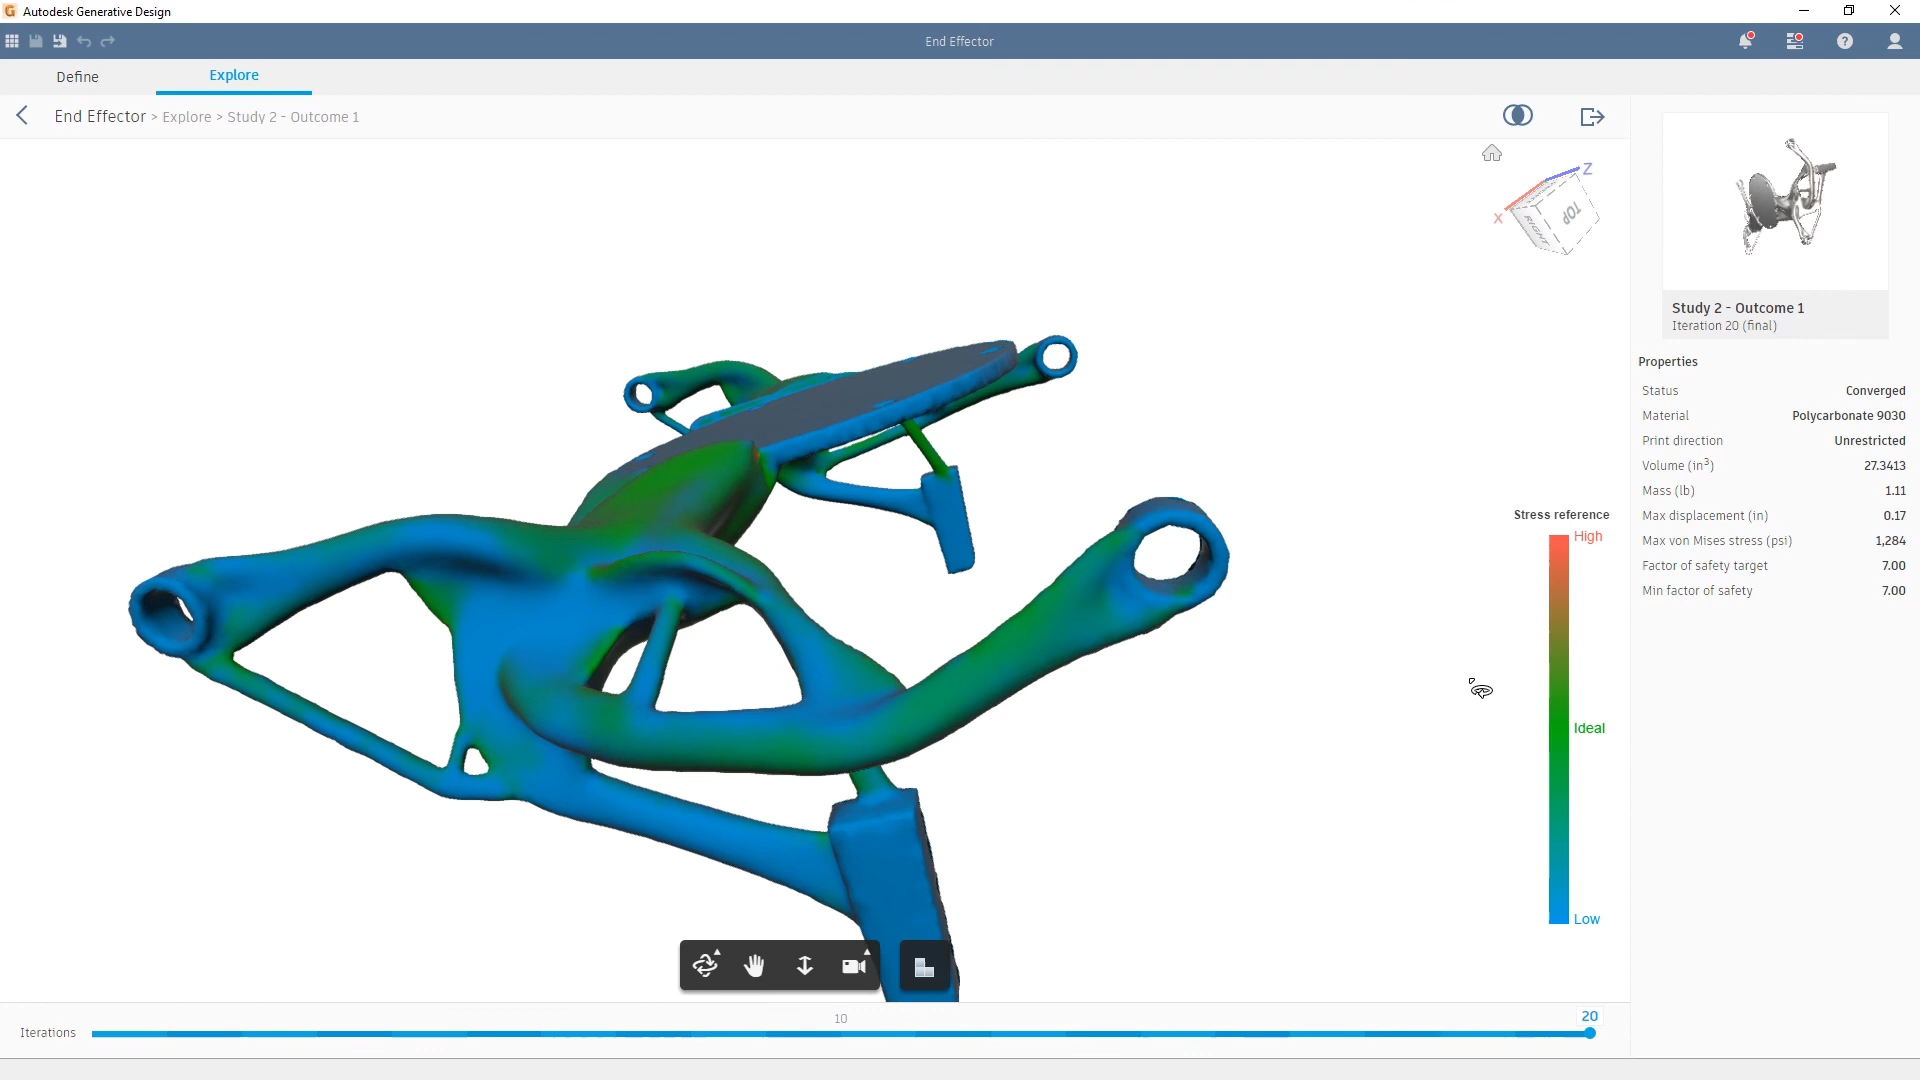 Autodesk Generative Design
End Effector
Define
Explore
End Effector > Explore > Study 2 - Outcome 1
Z
X
TOP
RIGHT
Stress reference
High
Ideal
Low
Study 2 - Outcome 1
Iteration 20 (final)
Properties
Status Converged
Material Polycarbonate 9030
Print direction Unrestricted
Volume (in³) 27.3413
Mass (lb) 1.11
Max displacement (in) 0.17
Max von Mises stress (psi) 1,284
Factor of safety target 7.00
Min factor of safety 7.00
10
20
Iterations